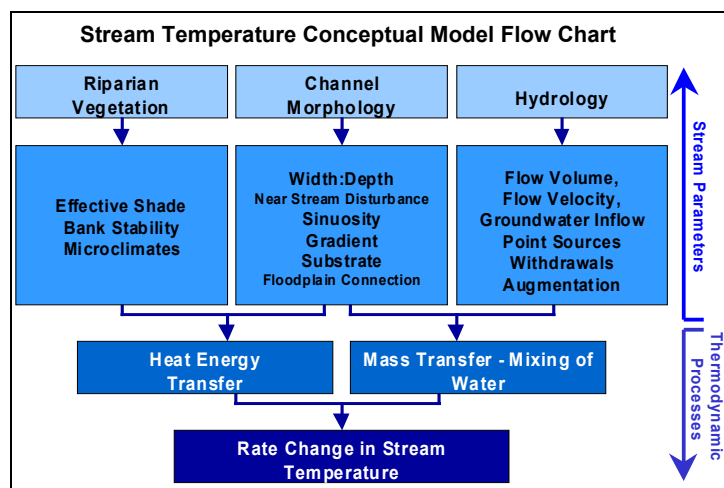 Stream Temperature Conceptual Model Flow Chart
Riparian
Vegetation
Channel
Morphology
Hydrology
Effective Shade
Bank Stability
Microclimates
Width:Depth
Near Stream Disturbance
Sinuosity
Gradient
Substrate
Floodplain Connection
Flow Volume,
Flow Velocity,
Groundwater Inflow
Point Sources
Withdrawals
Augmentation
Stream Parameters
Heat Energy
Transfer
Mass Transfer - Mixing of
Water
Rate Change in Stream
Temperature
Thermodynamic
Processes